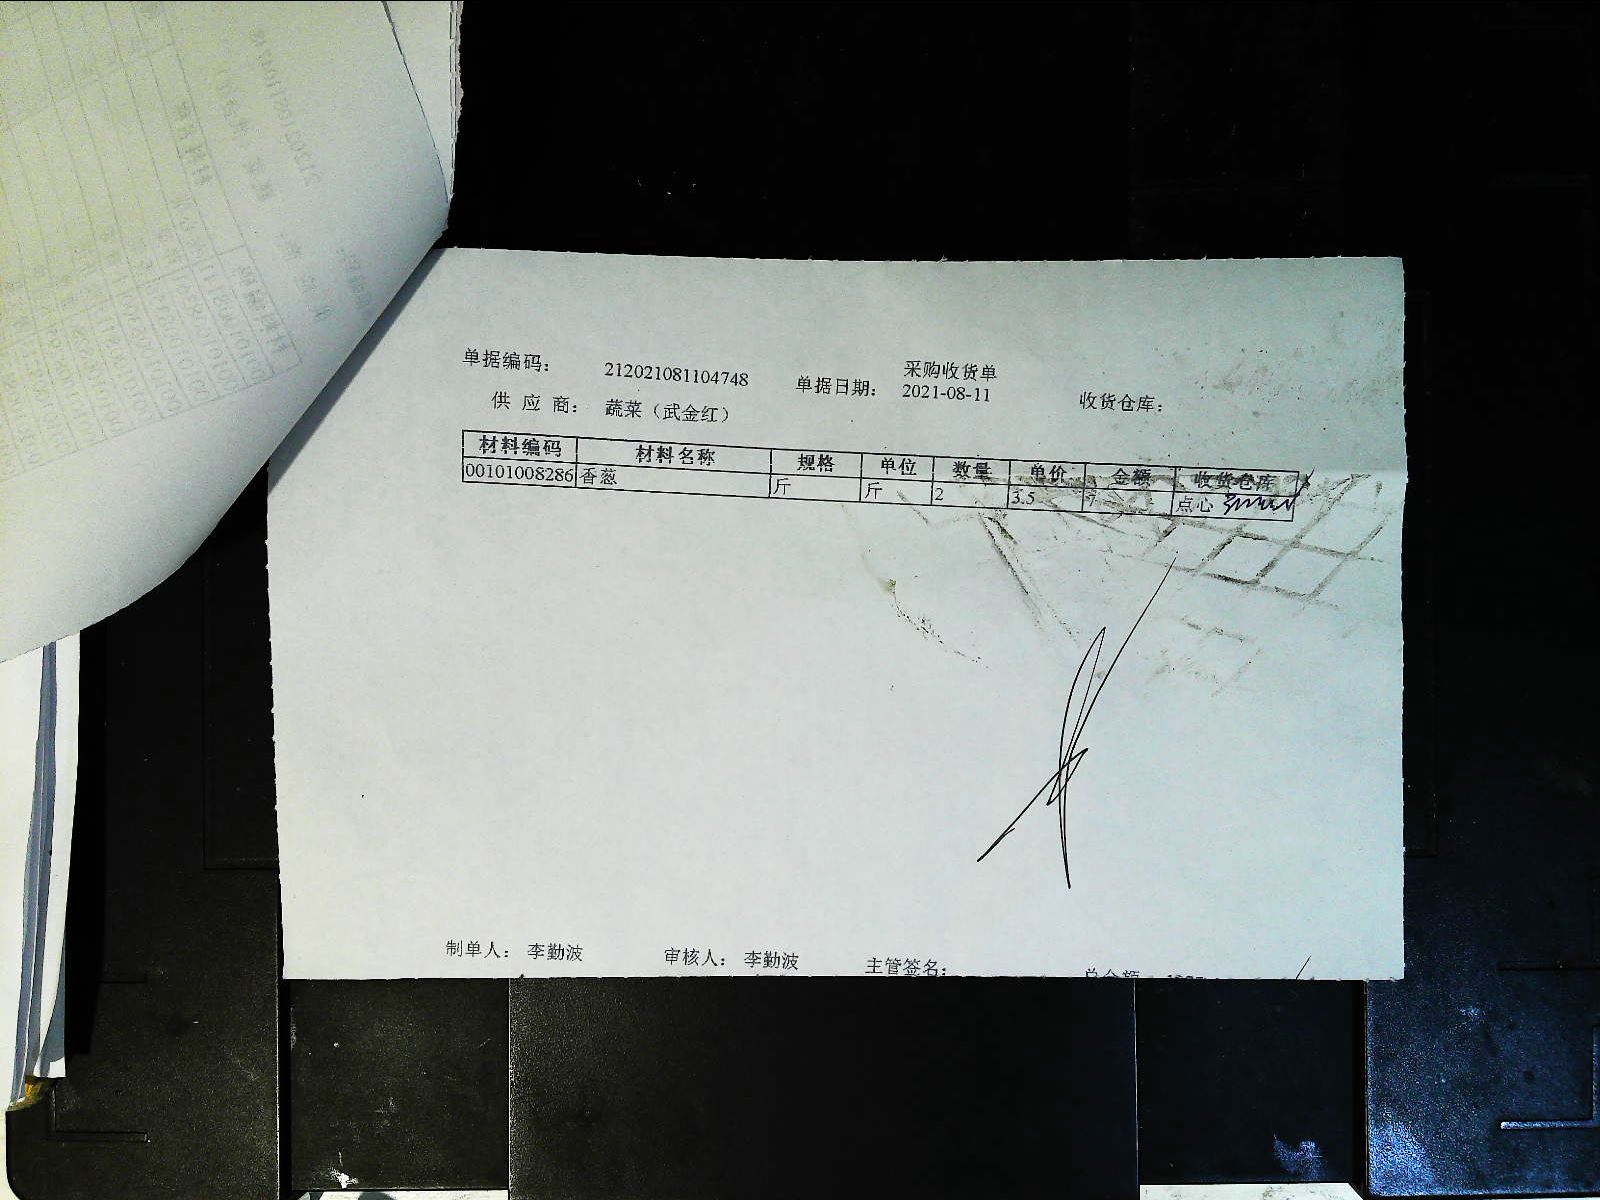 采购收货单
单据编码： 212021081104748 单据日期： 2021-08-11 收货仓库：
供 应 商： 蔬菜（武金红）
材料编码 材料名称 规格 单位 数量 单价 金额 收货仓库
00101008286 香葱 斤 斤 2 3.5 7 点心
制单人： 李勤波 审核人： 李勤波 主管签名： 总金额